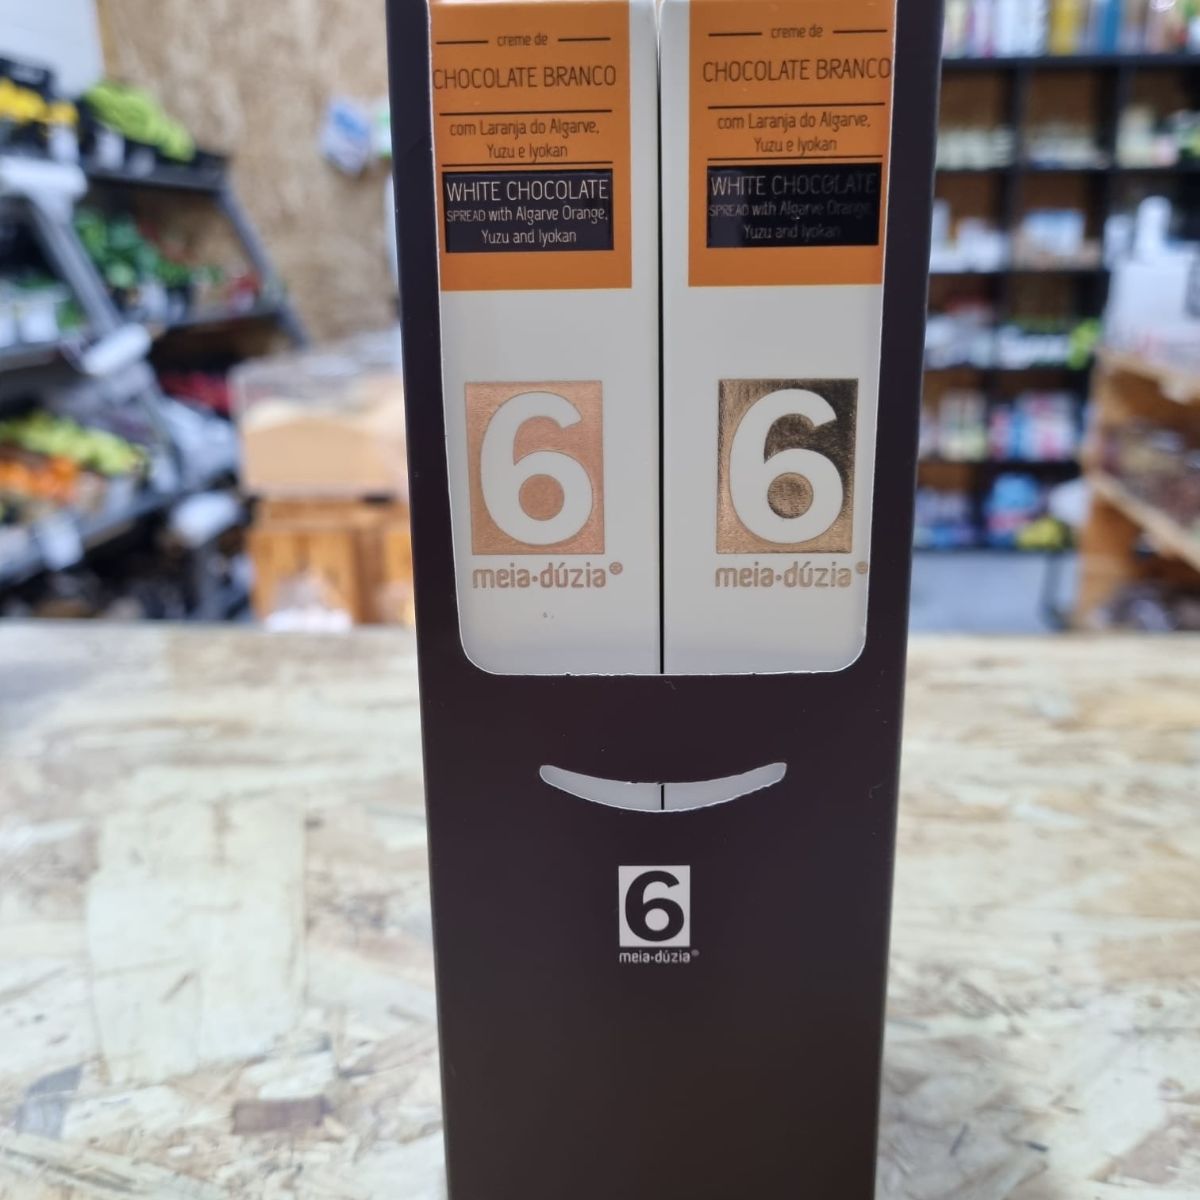 creme de
CHOCOLATE BRANCO
com Laranja do Algarve,
Yuzu e Iyokan
WHITE CHOCOLATE
SPREAD with Algarve Orange,
Yuzu and Iyokan
6
meia·dúzia®
creme de
CHOCOLATE BRANCO
com Laranja do Algarve,
Yuzu e Iyokan
WHITE CHOCOLATE
SPREAD with Algarve Orange,
Yuzu and Iyokan
6
meia·dúzia®
6
meia·dúzia®